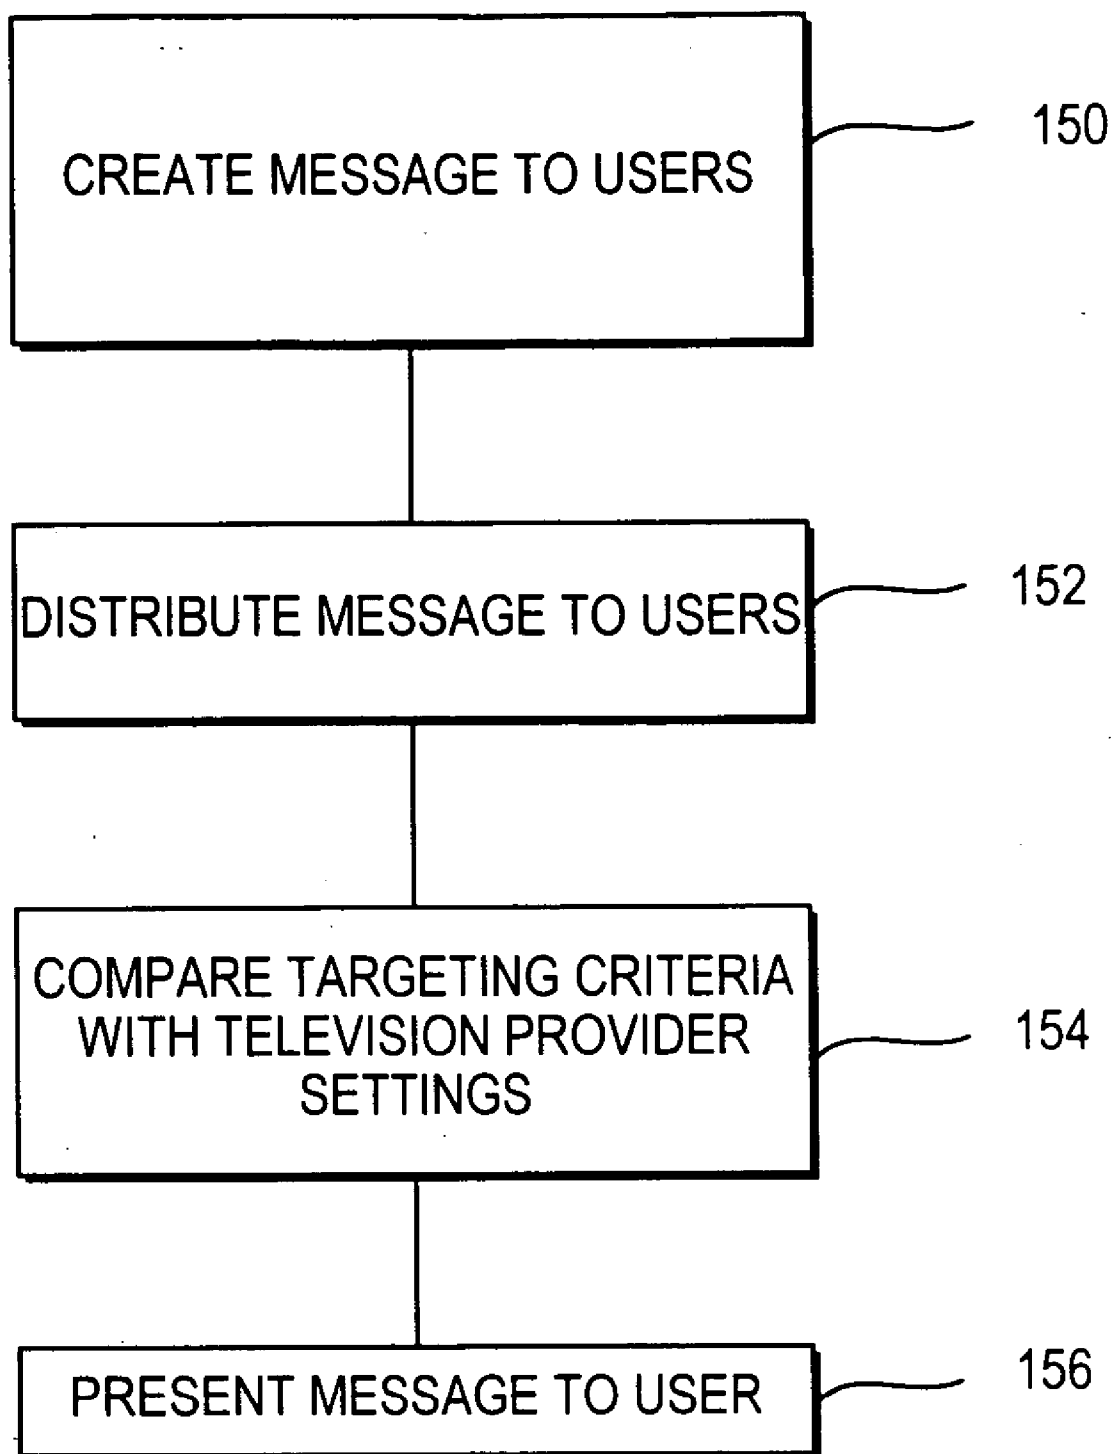 CREATE MESSAGE TO USERS
150
DISTRIBUTE MESSAGE TO USERS
152
COMPARE TARGETING CRITERIA
WITH TELEVISION PROVIDER
SETTINGS
154
PRESENT MESSAGE TO USER
156